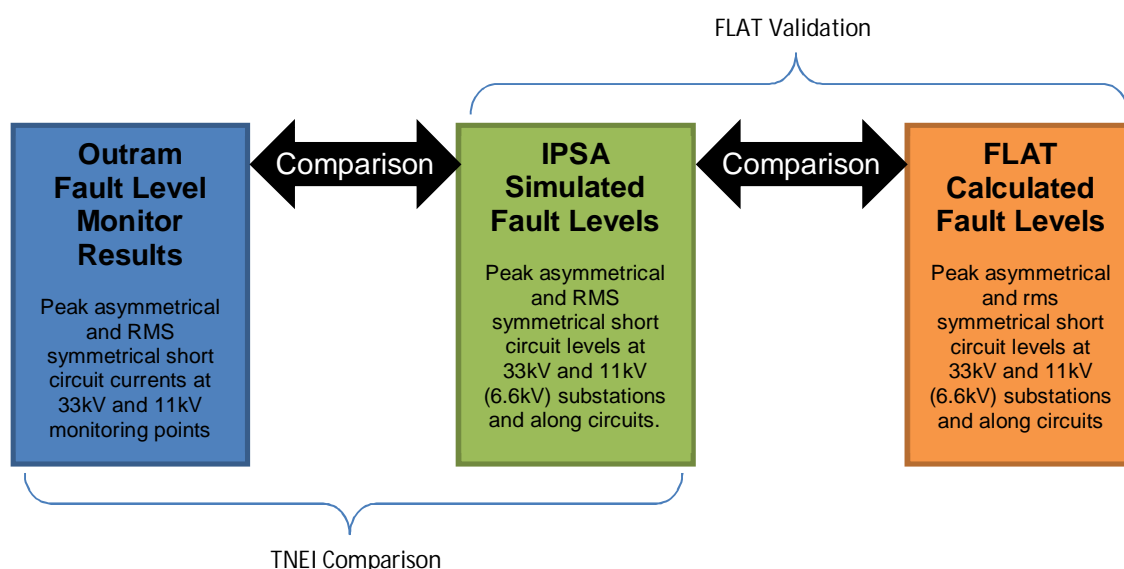 FLAT Validation
Outram
Fault Level
Monitor
Results
Peak asymmetrical
and RMS
symmetrical short
circuit currents at
33kV and 11kV
monitoring points
Comparison
IPSA
Simulated
Fault Levels
Peak asymmetrical
and RMS
symmetrical short
circuit levels at
33kV and 11kV
(6.6kV) substations
and along circuits.
Comparison
FLAT
Calculated
Fault Levels
Peak asymmetrical
and rms
symmetrical short
circuit levels at
33kV and 11kV
(6.6kV) substations
and along circuits
TNEI Comparison